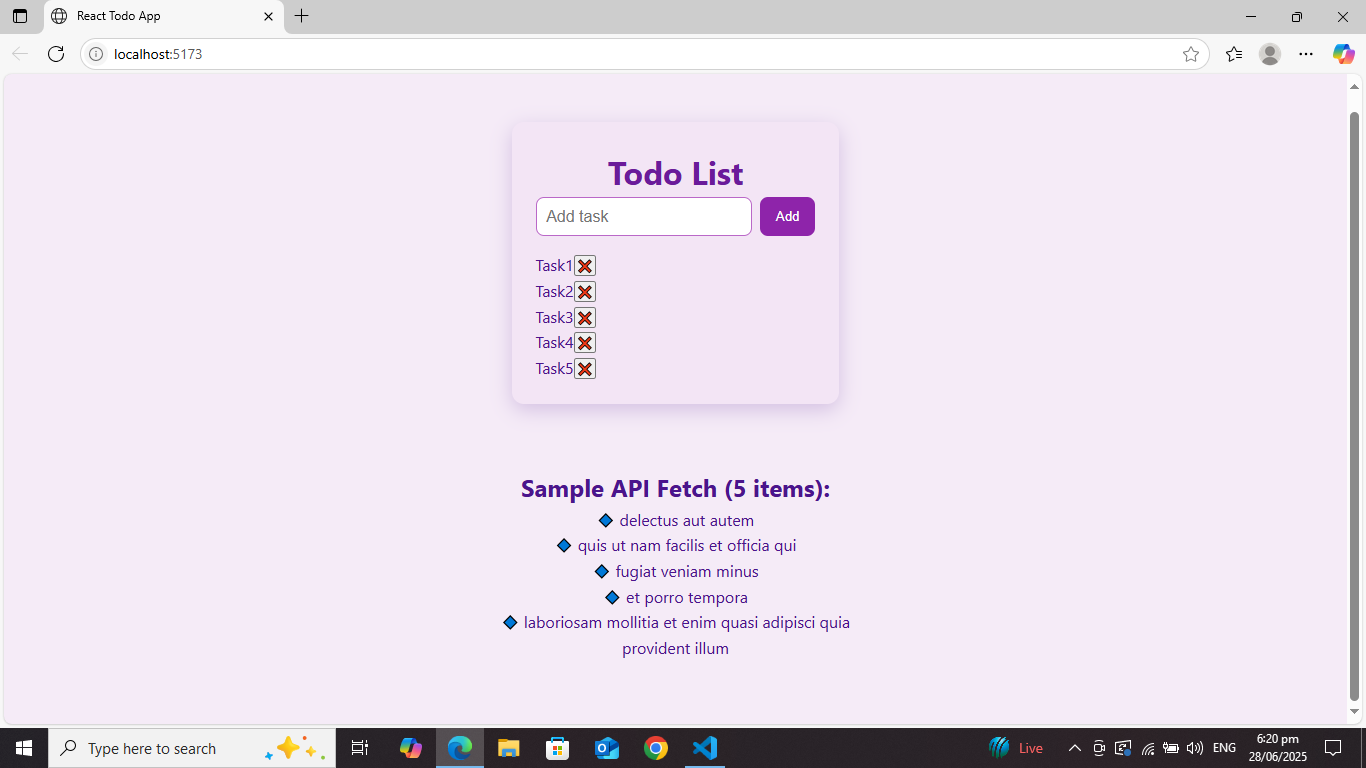 React Todo App
localhost:5173
Todo List
Add task
Add
Task1
Task2
Task3
Task4
Task5
Sample API Fetch (5 items):
delectus aut autem
quis ut nam facilis et officia qui
fugiat veniam minus
et porro tempora
laboriosam mollitia et enim quasi adipisci quia
provident illum
Type here to search
Live
ENG
6:20 pm
28/06/2025